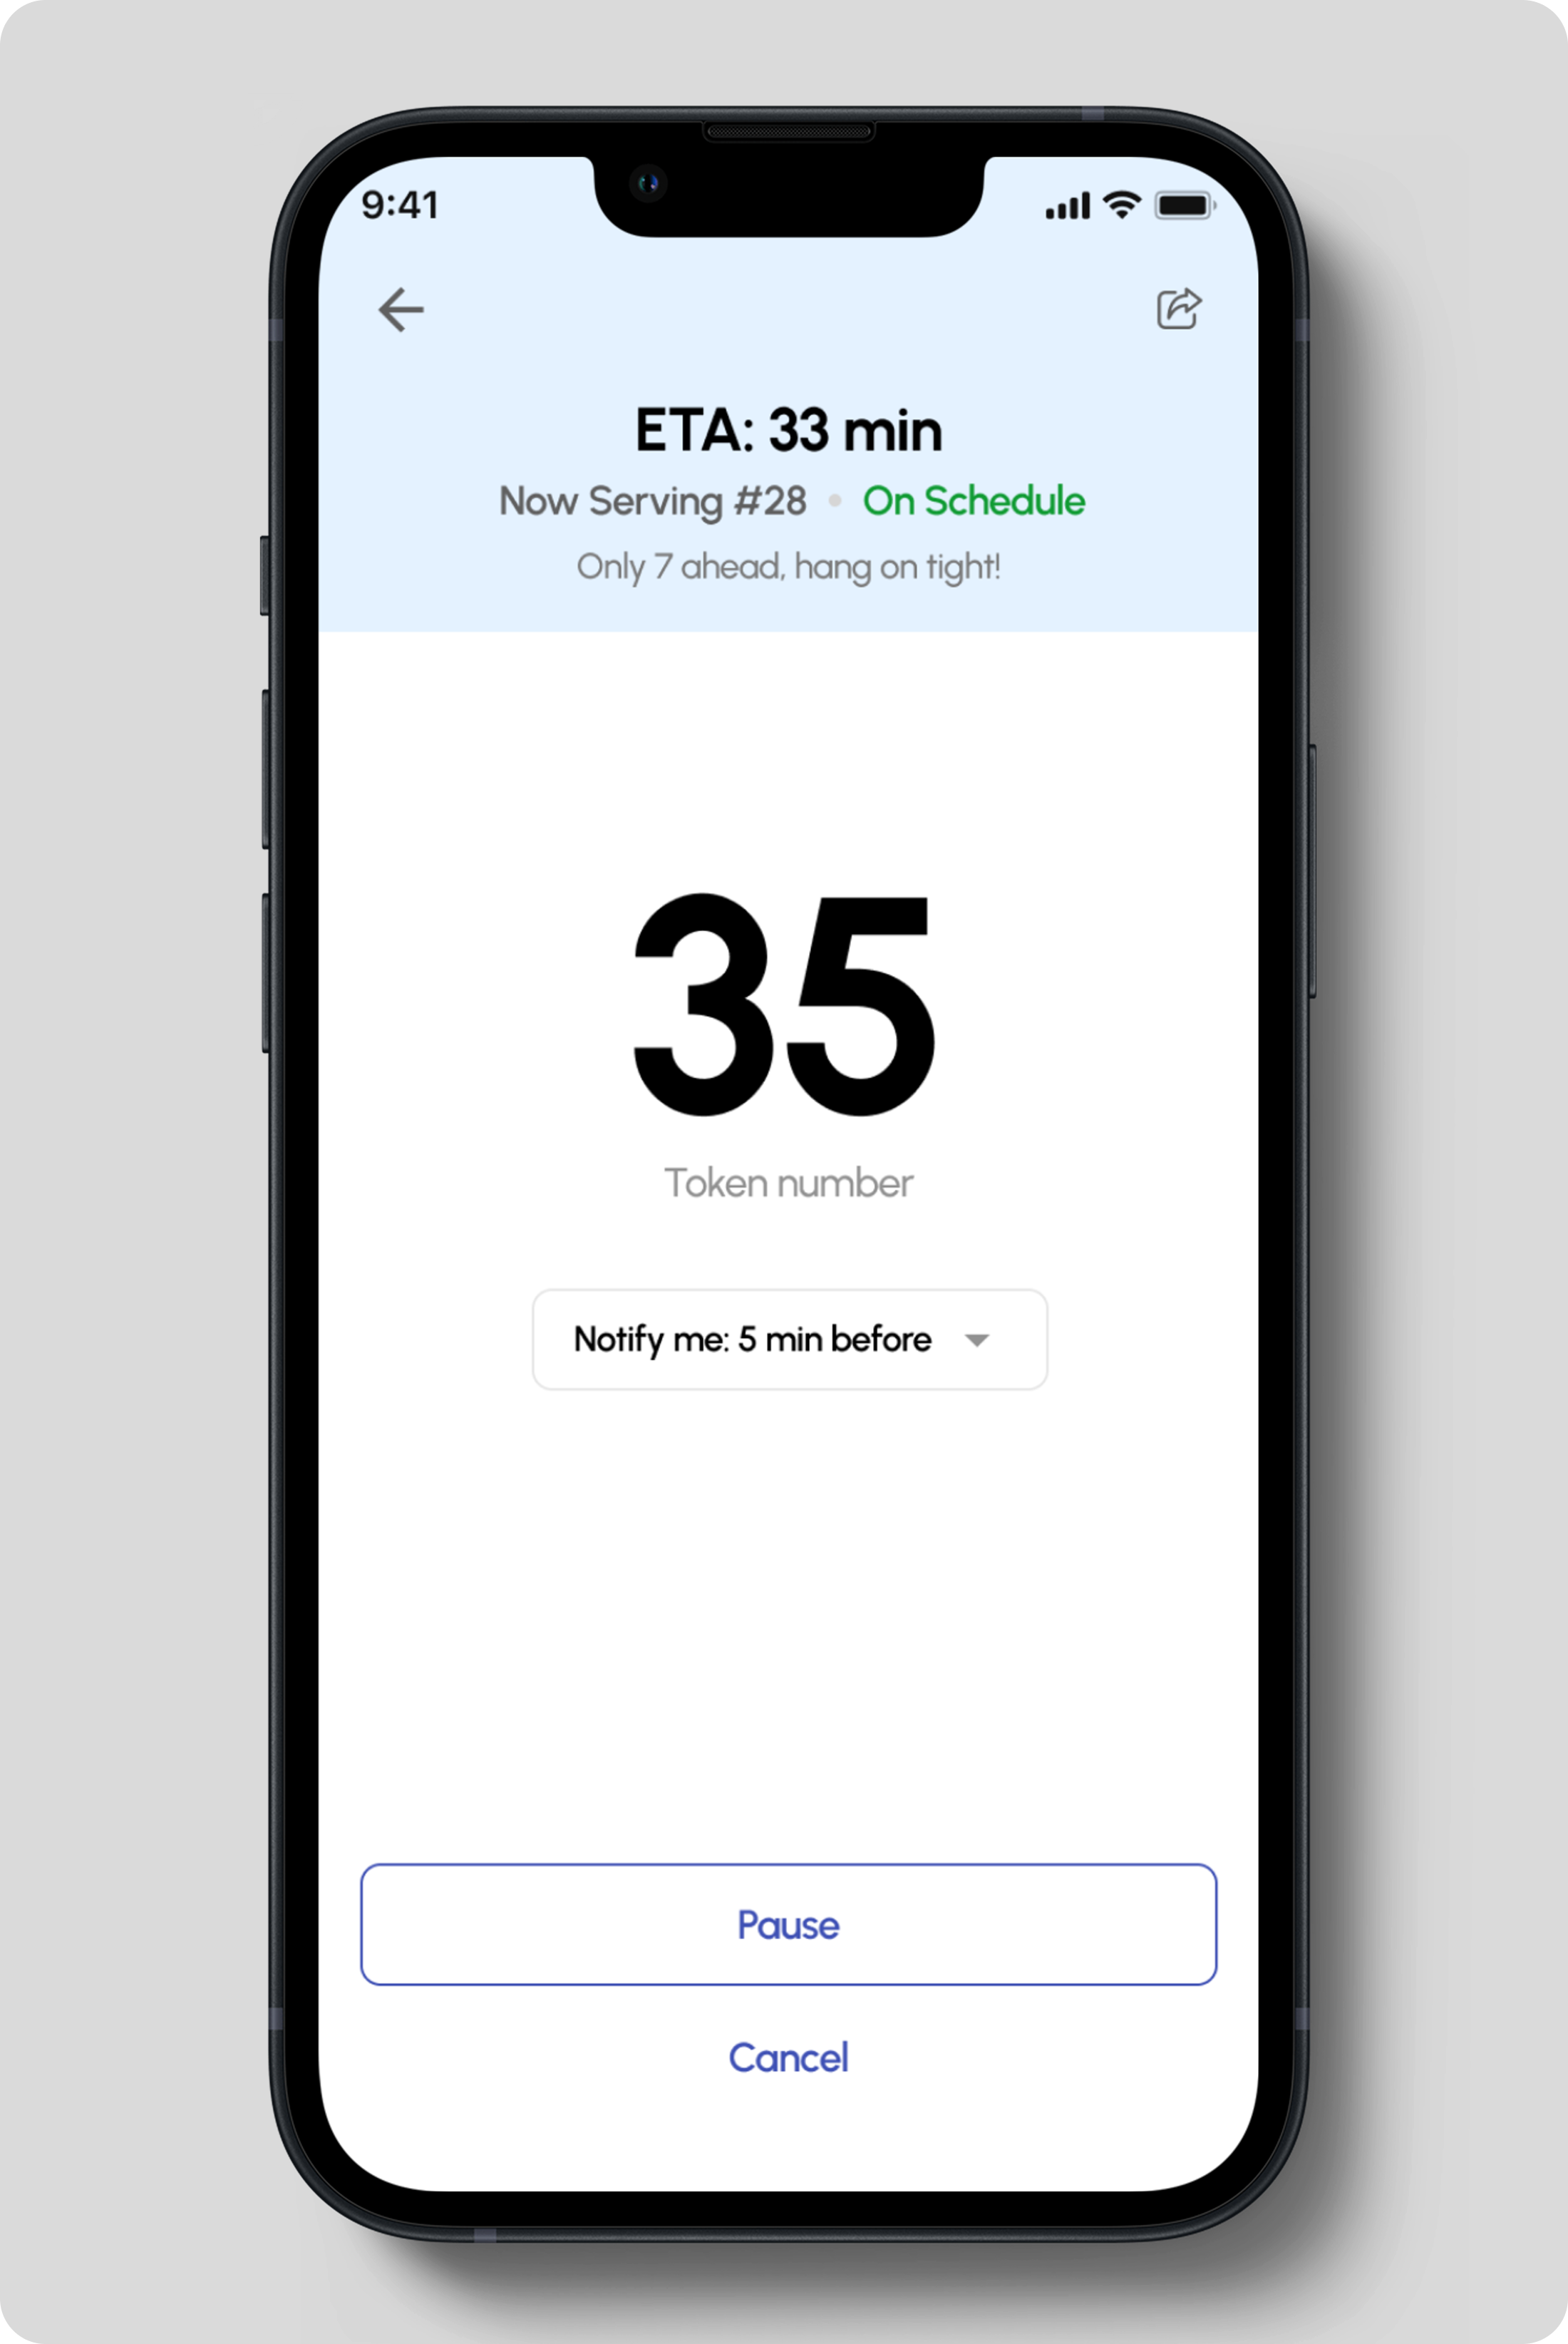 9:41
ETA: 33 min
Now Serving #28 • On Schedule
Only 7 ahead, hang on tight!
35
Token number
Notify me: 5 min before
Pause
Cancel